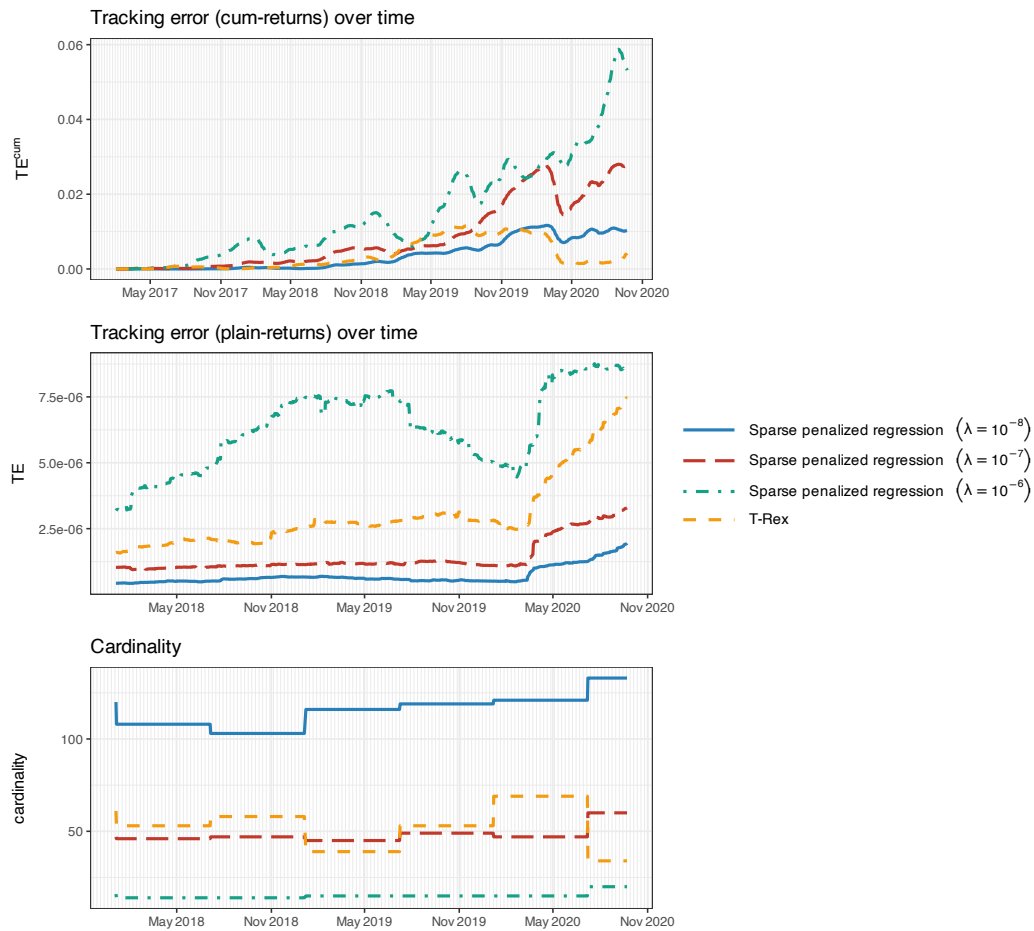 Tracking error (cum-returns) over time
0.06
0.04
0.02
0.00
TE^cum
May 2017 Nov 2017 May 2018 Nov 2018 May 2019 Nov 2019 May 2020 Nov 2020
Tracking error (plain-returns) over time
7.5e-06
5.0e-06
2.5e-06
TE
May 2018 Nov 2018 May 2019 Nov 2019 May 2020 Nov 2020
Sparse penalized regression (λ = 10⁻⁸)
Sparse penalized regression (λ = 10⁻⁷)
Sparse penalized regression (λ = 10⁻⁶)
T-Rex
Cardinality
100
50
cardinality
May 2018 Nov 2018 May 2019 Nov 2019 May 2020 Nov 2020